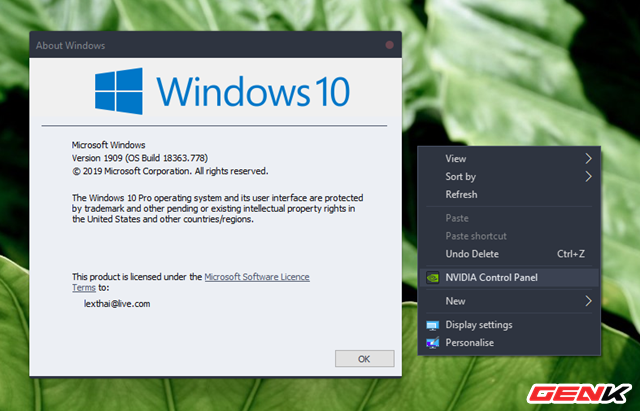 About Windows
Windows 10
Microsoft Windows
Version 1909 (OS Build 18363.778)
© 2019 Microsoft Corporation. All rights reserved.
The Windows 10 Pro operating system and its user interface are protected
by trademark and other pending or existing intellectual property rights in
the United States and other countries/regions.
This product is licensed under the Microsoft Software Licence
Terms to:
lexthai@live.com
OK
View
Sort by
Refresh
Paste
Paste shortcut
Undo Delete Ctrl+Z
NVIDIA Control Panel
New
Display settings
Personalise
GENK